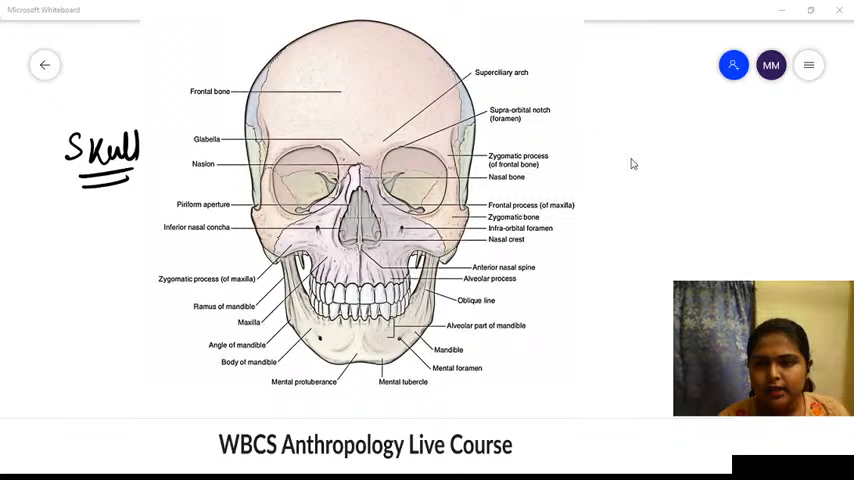 Microsoft Whiteboard
MM
Skull
Frontal bone
Glabella
Nasion
Piriform aperture
Inferior nasal concha
Zygomatic process (of maxilla)
Ramus of mandible
Maxilla
Angle of mandible
Body of mandible
Mental protuberance
Superciliary arch
Supra-orbital notch
(foramen)
Zygomatic process
(of frontal bone)
Nasal bone
Frontal process (of maxilla)
Zygomatic bone
Infra-orbital foramen
Nasal crest
Anterior nasal spine
Alveolar process
Oblique line
Alveolar part of mandible
Mandible
Mental foramen
Mental tubercle
WBCS Anthropology Live Course